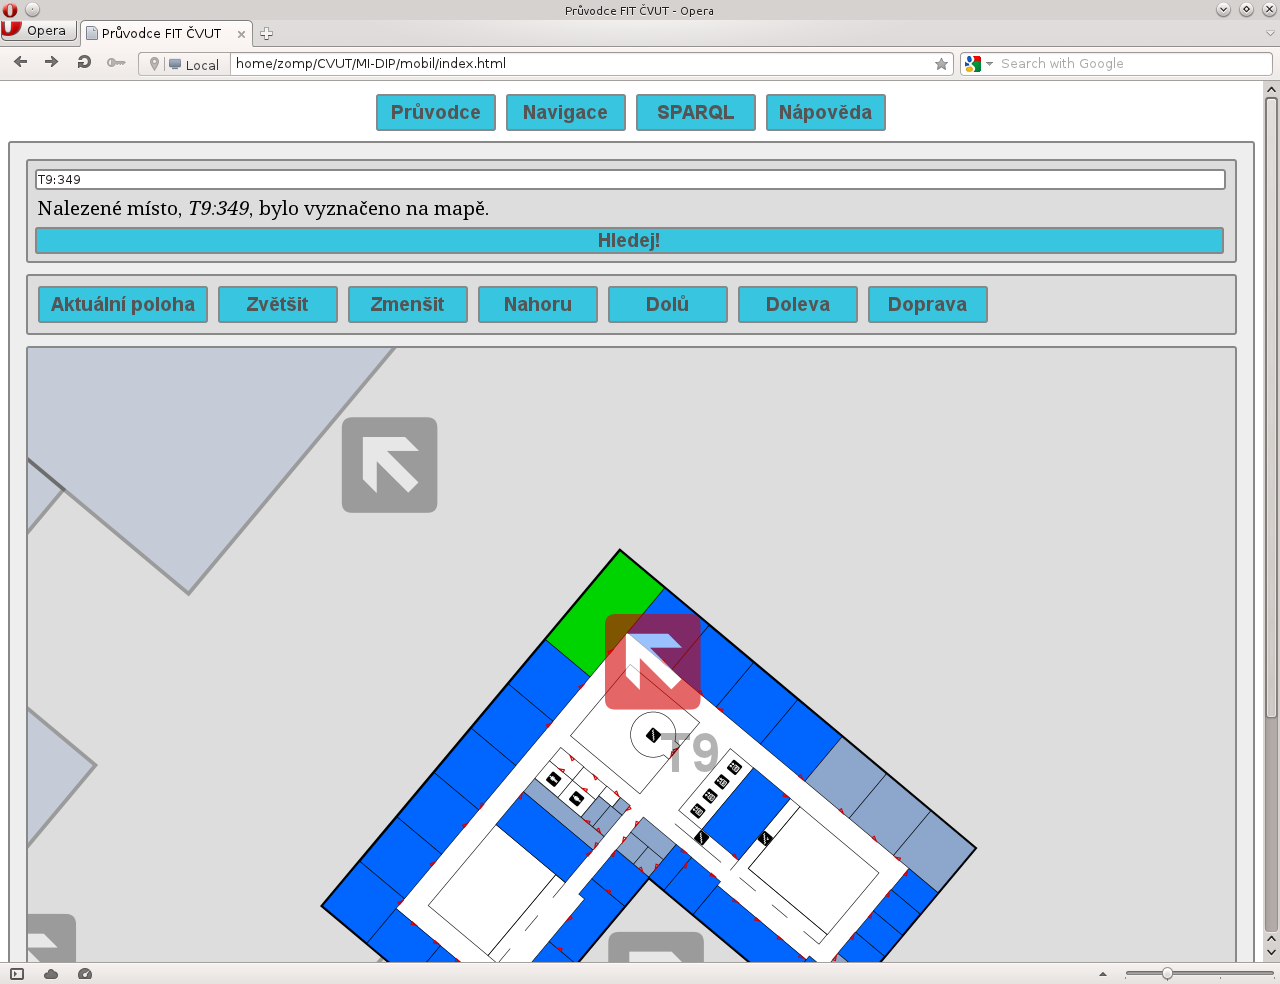 Průvodce FIT ČVUT - Opera
Opera
Průvodce FIT ČVUT
Local
home/zomp/CVUT/MI-DIP/mobil/index.html
Search with Google
Průvodce
Navigace
SPARQL
Nápověda
T9:349
Nalezené místo, T9:349, bylo vyznačeno na mapě.
Hledej!
Aktuální poloha
Zvětšit
Zmenšit
Nahoru
Dolů
Doleva
Doprava
T9